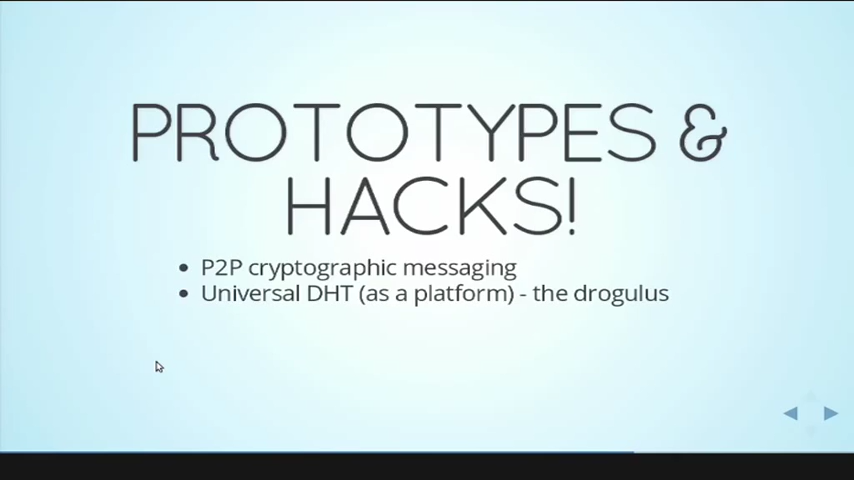 PROTOTYPES &
HACKS!
P2P cryptographic messaging
Universal DHT (as a platform) - the drogulus